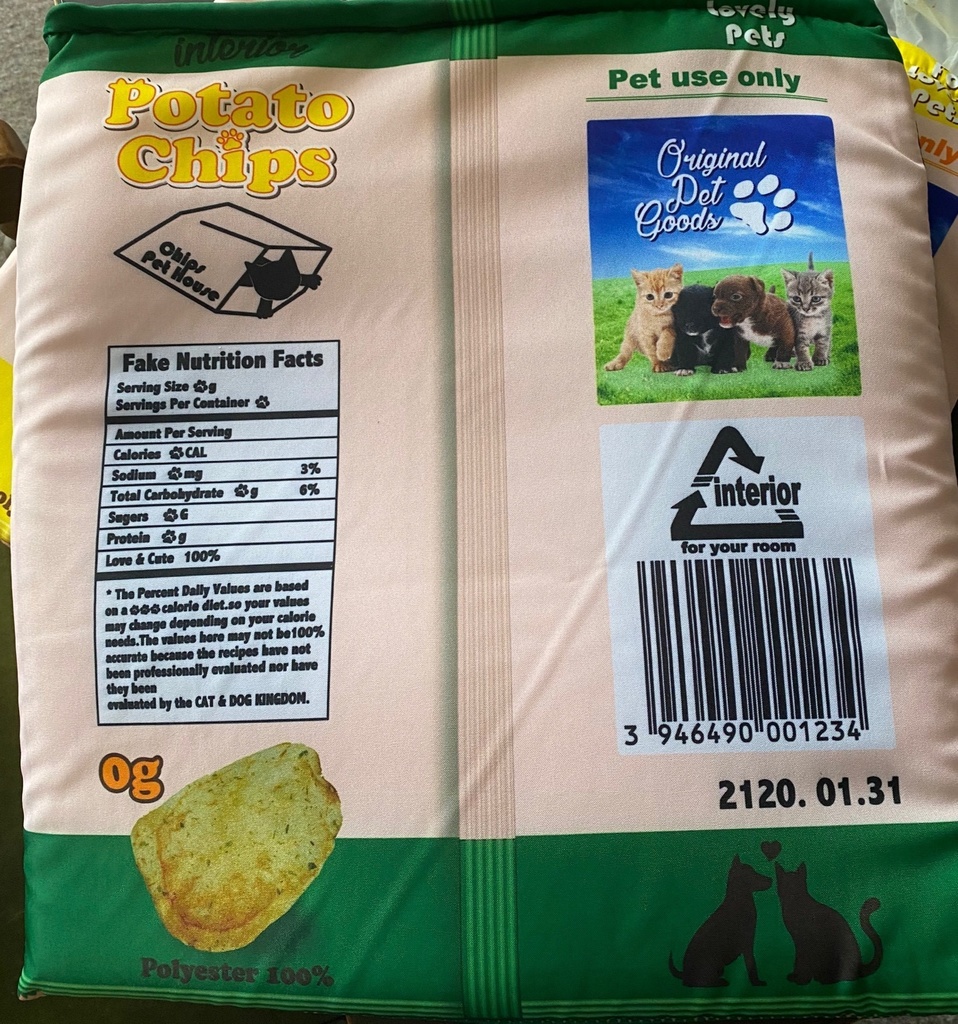 interior
Potato
Chips
Chips
Pet House
Fake Nutrition Facts
Serving Size g
Servings Per Container
Amount Per Serving
Calories CAL
Sodium mg 3%
Total Carbohydrate g 6%
Sugers G
Protein g
Love & Cute 100%
* The Percent Daily Values are based
on a calorie diet.so your values
may change depending on your calorie
needs.The values here may not be100%
accurate because the recipes have not
been professionally evaluated nor have
they been
evaluated by the CAT & DOG KINGDOM.
0g
Polyester 100%
Lovely
Pets
Pet use only
Original
Pet
Goods
interior
for your room
3 946490 001234
2120. 01.31